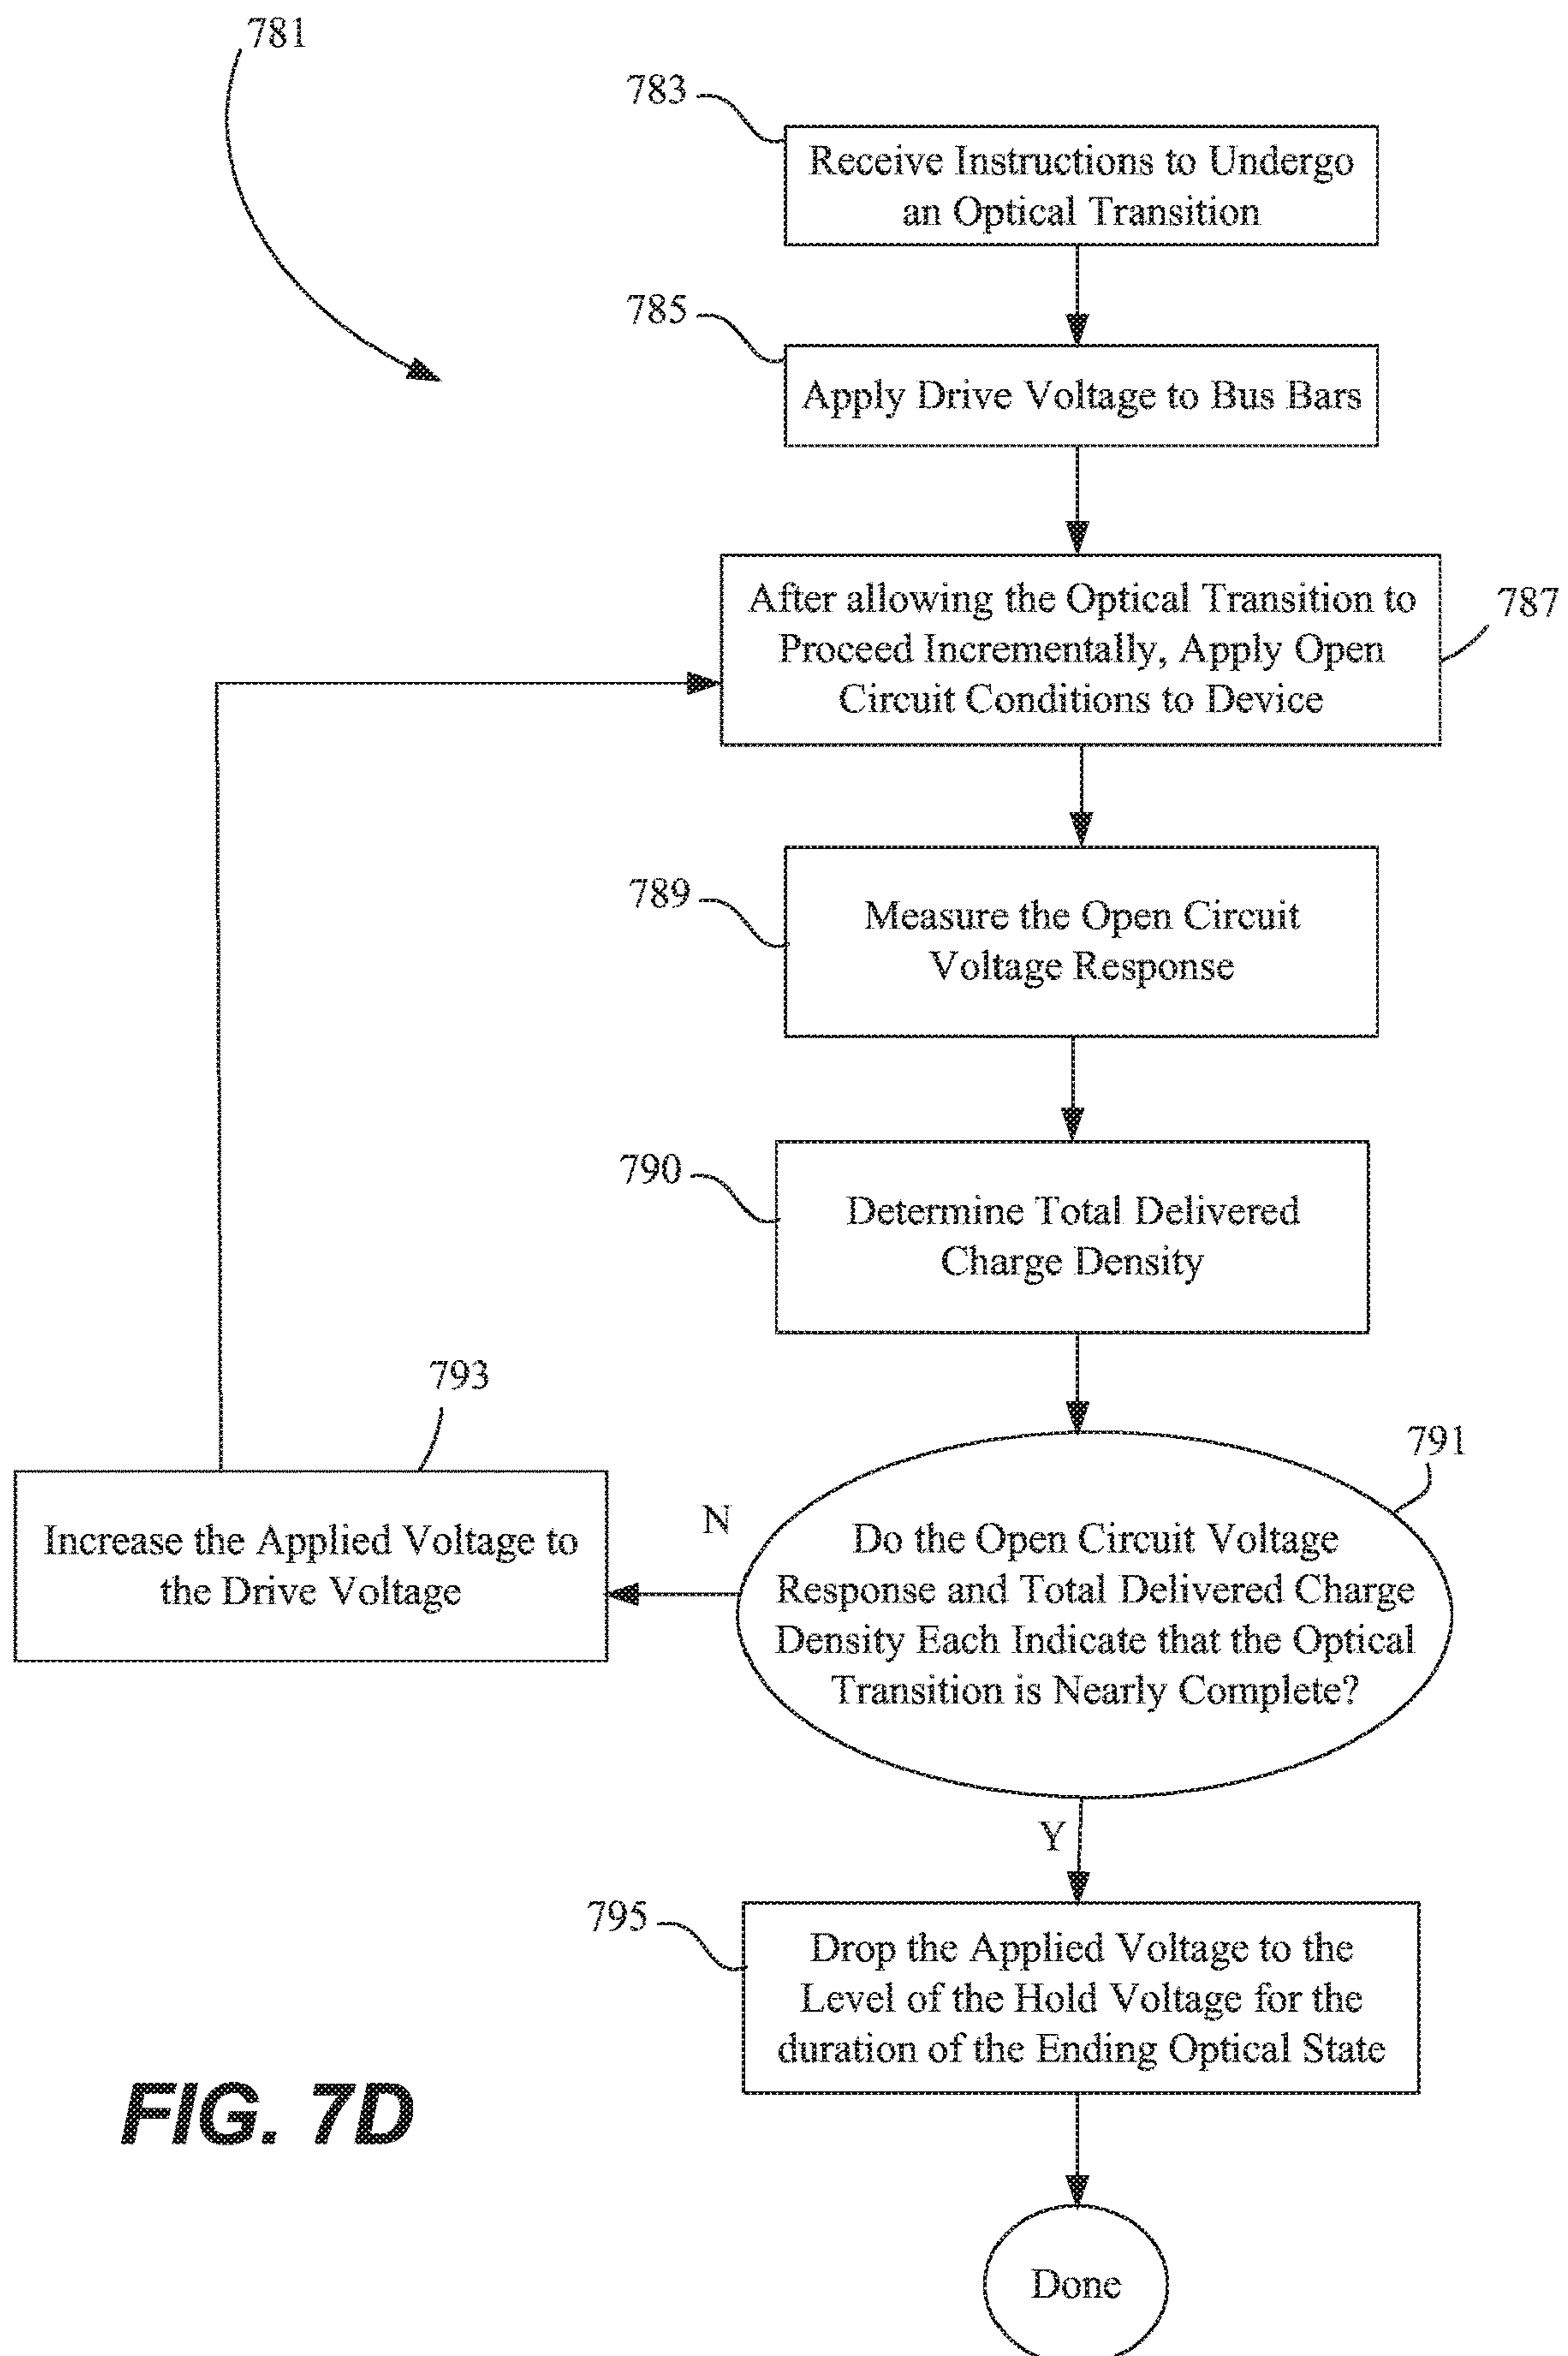 781
783
Receive Instructions to Undergo
an Optical Transition
785
Apply Drive Voltage to Bus Bars
After allowing the Optical Transition to
Proceed Incrementally, Apply Open
Circuit Conditions to Device
787
789
Measure the Open Circuit
Voltage Response
790
Determine Total Delivered
Charge Density
793
Increase the Applied Voltage to
the Drive Voltage
N
791
Do the Open Circuit Voltage
Response and Total Delivered Charge
Density Each Indicate that the Optical
Transition is Nearly Complete?
Y
795
Drop the Applied Voltage to the
Level of the Hold Voltage for the
duration of the Ending Optical State
FIG. 7D
Done